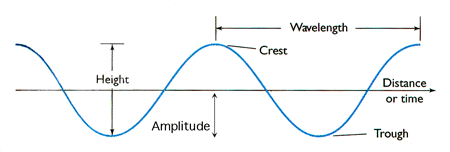 Wavelength
Crest
Height
Distance
or time
Amplitude
Trough